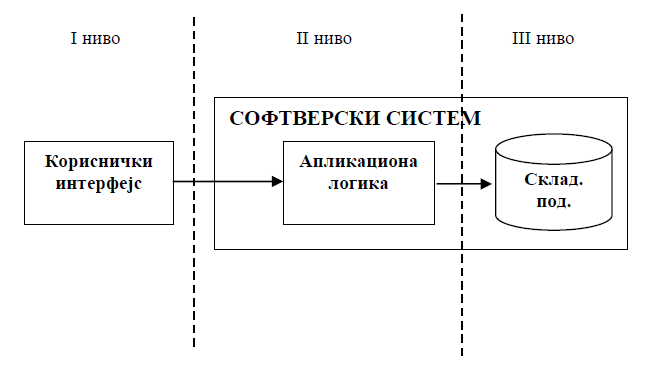 I ниво
II ниво
III ниво
СОФТВЕРСКИ СИСТЕМ
Кориснички
интерфејс
Апликациона
логика
Склад.
под.